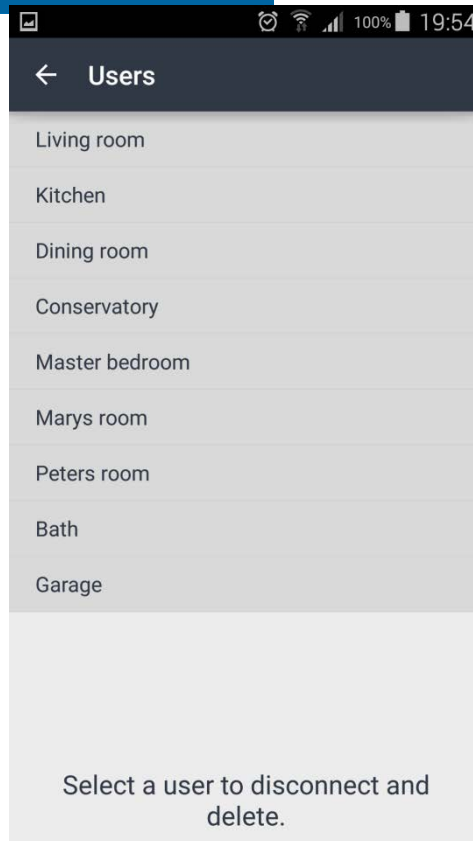 100% 19:54
Users
Living room
Kitchen
Dining room
Conservatory
Master bedroom
Marys room
Peters room
Bath
Garage
Select a user to disconnect and
delete.